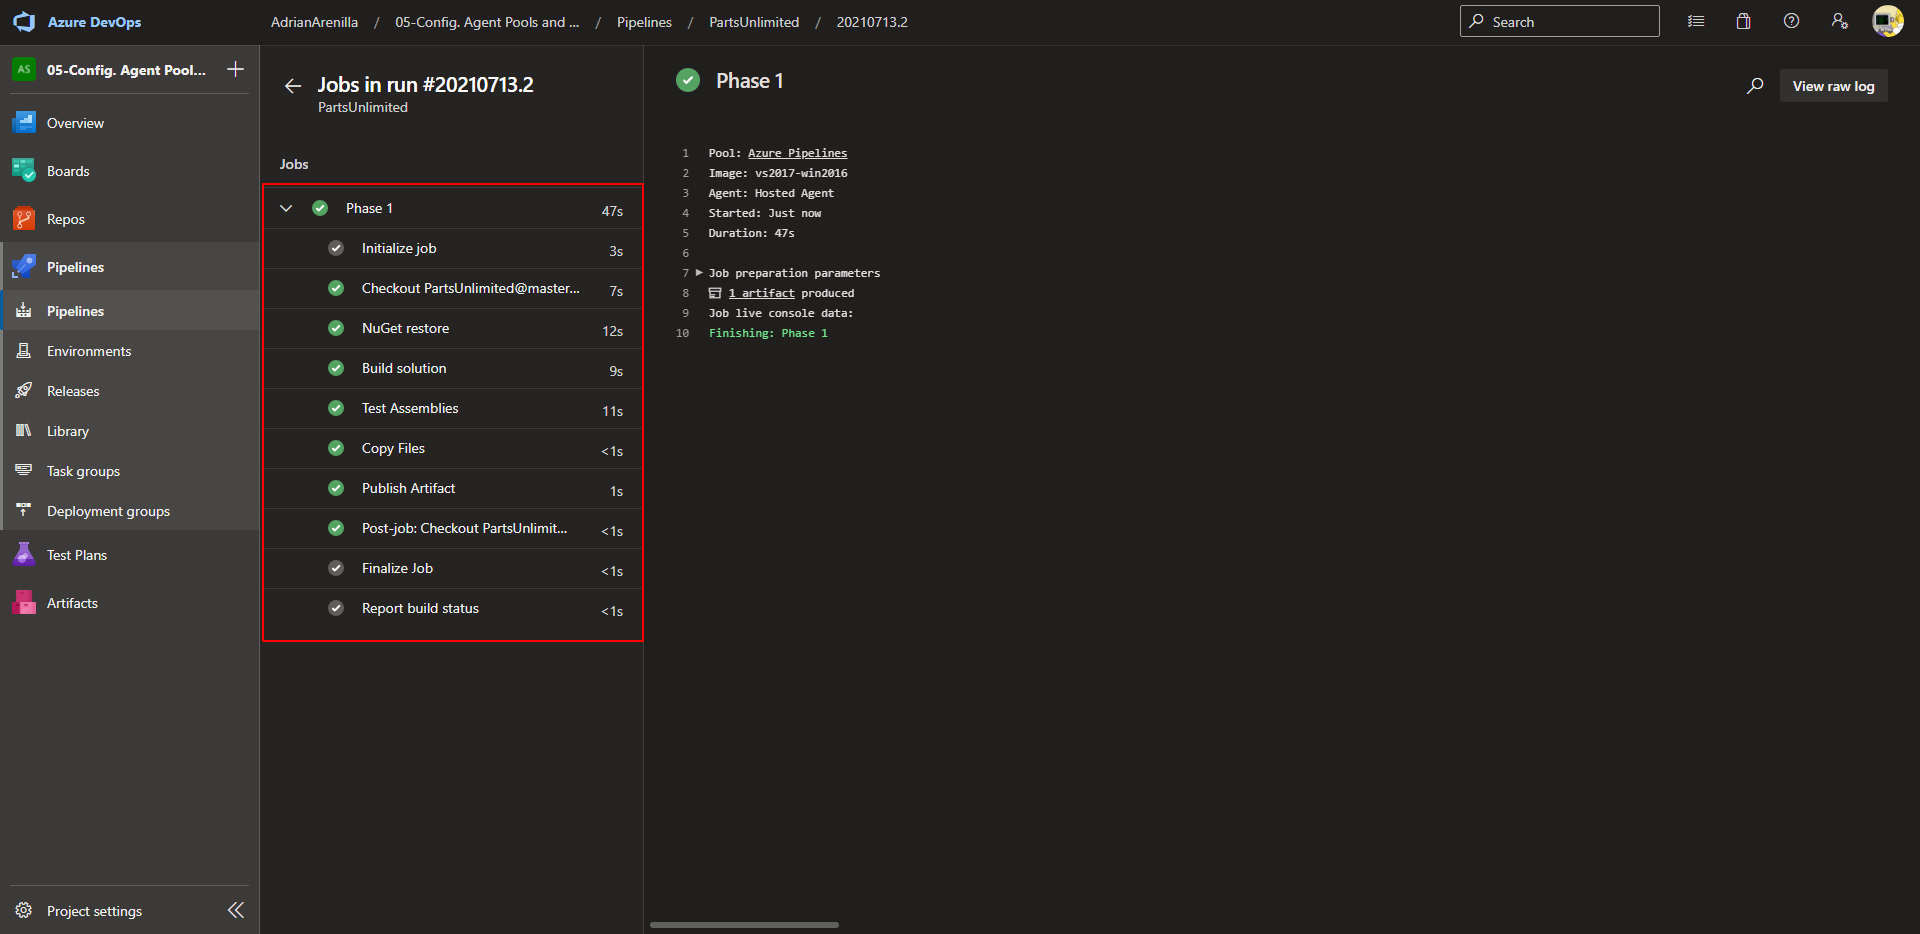 Azure DevOps
AdrianArenilla / 05-Config. Agent Pools and ... / Pipelines / PartsUnlimited / 20210713.2
Search
AS
05-Config. Agent Pool...
Overview
Boards
Repos
Pipelines
Pipelines
Environments
Releases
Library
Task groups
Deployment groups
Test Plans
Artifacts
Project settings
Jobs in run #20210713.2
PartsUnlimited
Jobs
Phase 1 47s
Initialize job 3s
Checkout PartsUnlimited@master... 7s
NuGet restore 12s
Build solution 9s
Test Assemblies 11s
Copy Files <1s
Publish Artifact 1s
Post-job: Checkout PartsUnlimit... <1s
Finalize Job <1s
Report build status <1s
Phase 1
View raw log
1 Pool: Azure Pipelines
2 Image: vs2017-win2016
3 Agent: Hosted Agent
4 Started: Just now
5 Duration: 47s
6
7 Job preparation parameters
8 1 artifact produced
9 Job live console data:
10 Finishing: Phase 1